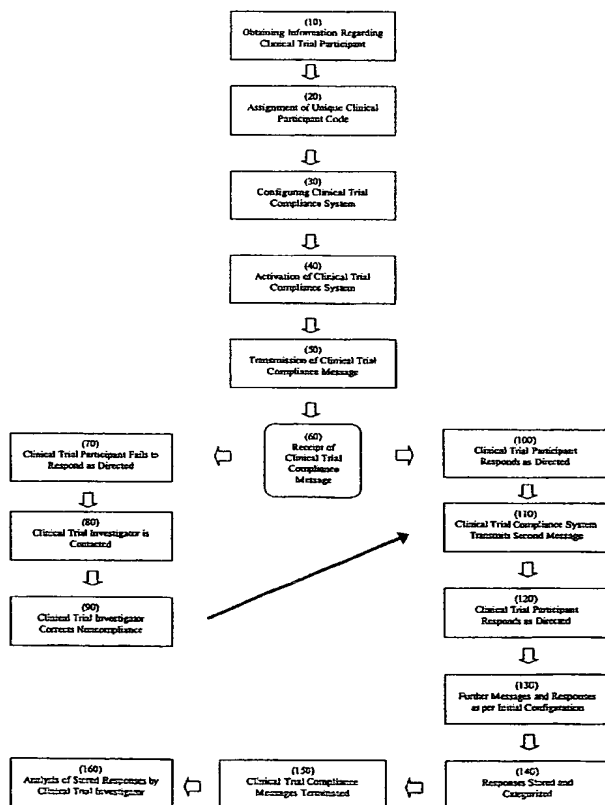 (10)
Obtaining Information Regarding
Clinical Trial Participant
(20)
Assignment of Unique Clinical
Participant Code
(30)
Configuring Clinical Trial
Compliance System
(40)
Activation of Clinical Trial
Compliance System
(50)
Transmission of Clinical Trial
Compliance Message
(60)
Receipt of
Clinical Trial
Compliance
Message
(70)
Clinical Trial Participant Fails to
Respond as Directed
(80)
Clinical Trial Investigator is
Contacted
(90)
Clinical Trial Investigator
Corrects Noncompliance
(100)
Clinical Trial Participant
Responds as Directed
(110)
Clinical Trial Compliance System
Transmits Second Message
(120)
Clinical Trial Participant
Responds as Directed
(130)
Further Messages and Responses
as per Initial Configuration
(140)
Responses Stored and
Categorized
(150)
Clinical Trial Compliance
Messages Terminated
(160)
Analysis of Stored Responses by
Clinical Trial Investigator